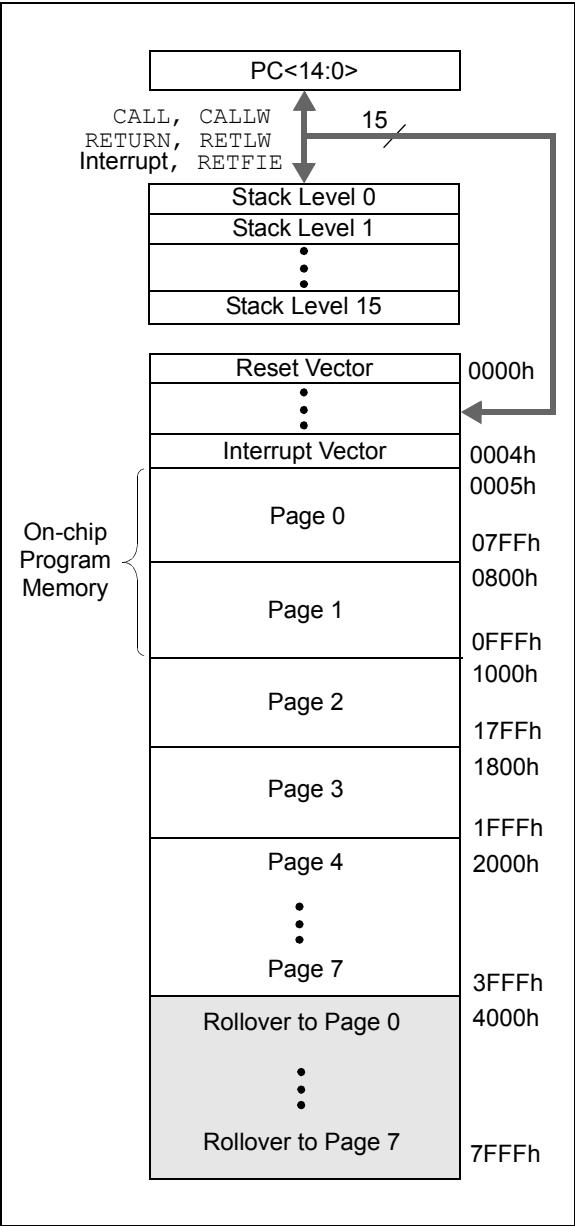 PC<14:0>
CALL, CALLW
15
RETURN, RETLW
Interrupt, RETFIE
Stack Level 0
Stack Level 1
Stack Level 15
Reset Vector
0000h
Interrupt Vector
0004h
0005h
Page 0
On-chip
Program
Memory
07FFh
0800h
Page 1
0FFFh
1000h
Page 2
17FFh
1800h
Page 3
1FFFh
Page 4
2000h
Page 7
3FFFh
Rollover to Page 0
4000h
Rollover to Page 7
7FFFh